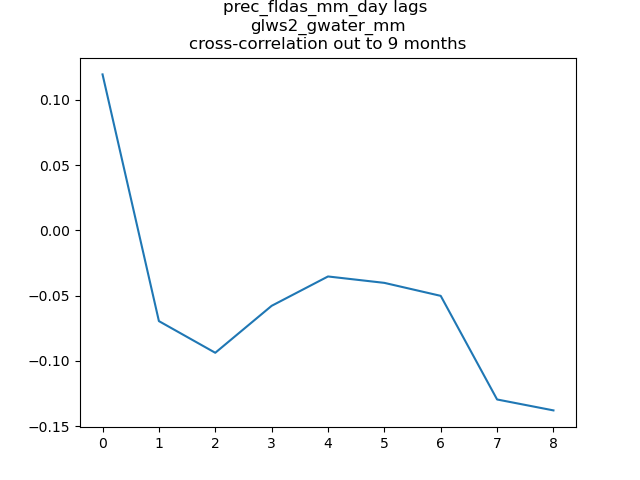 prec_fldas_mm_day lags
glws2_gwater_mm
cross-correlation out to 9 months
0.10
0.05
0.00
−0.05
−0.10
−0.15
0 1 2 3 4 5 6 7 8